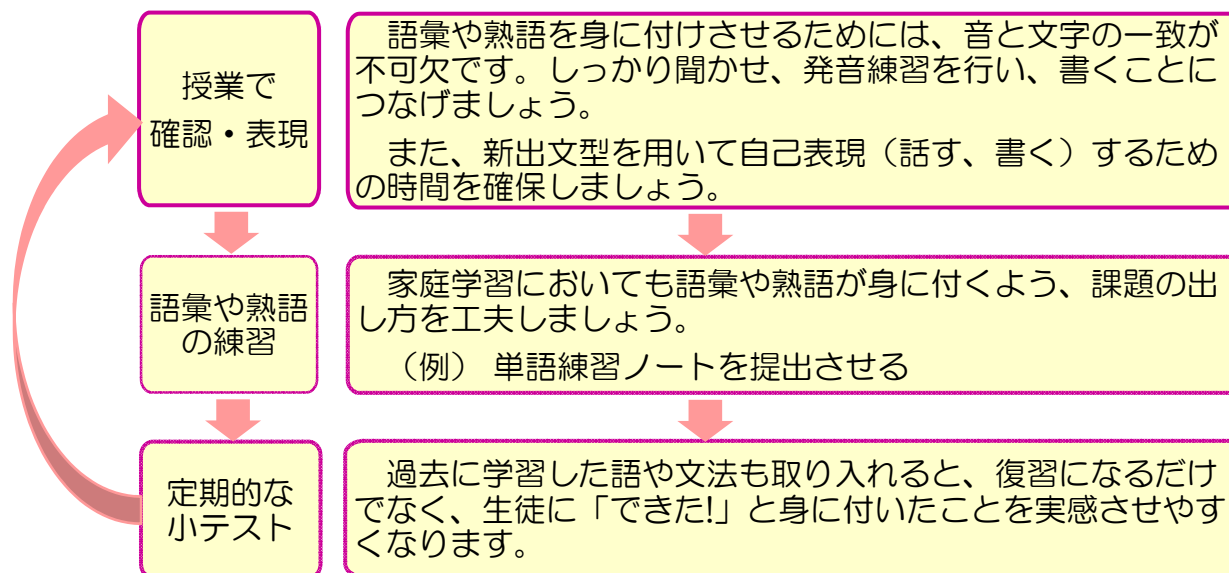 授業で
確認・表現
語彙や熟語を身に付けさせるためには、音と文字の一致が
不可欠です。しっかり聞かせ、発音練習を行い、書くことに
つなげましょう。
また、新出文型を用いて自己表現（話す、書く）するため
の時間を確保しましょう。
語彙や熟語
の練習
家庭学習においても語彙や熟語が身に付くよう、課題の出
し方を工夫しましょう。
（例） 単語練習ノートを提出させる
定期的な
小テスト
過去に学習した語や文法も取り入れると、復習になるだけ
でなく、生徒に「できた!」と身に付いたことを実感させやす
くなります。